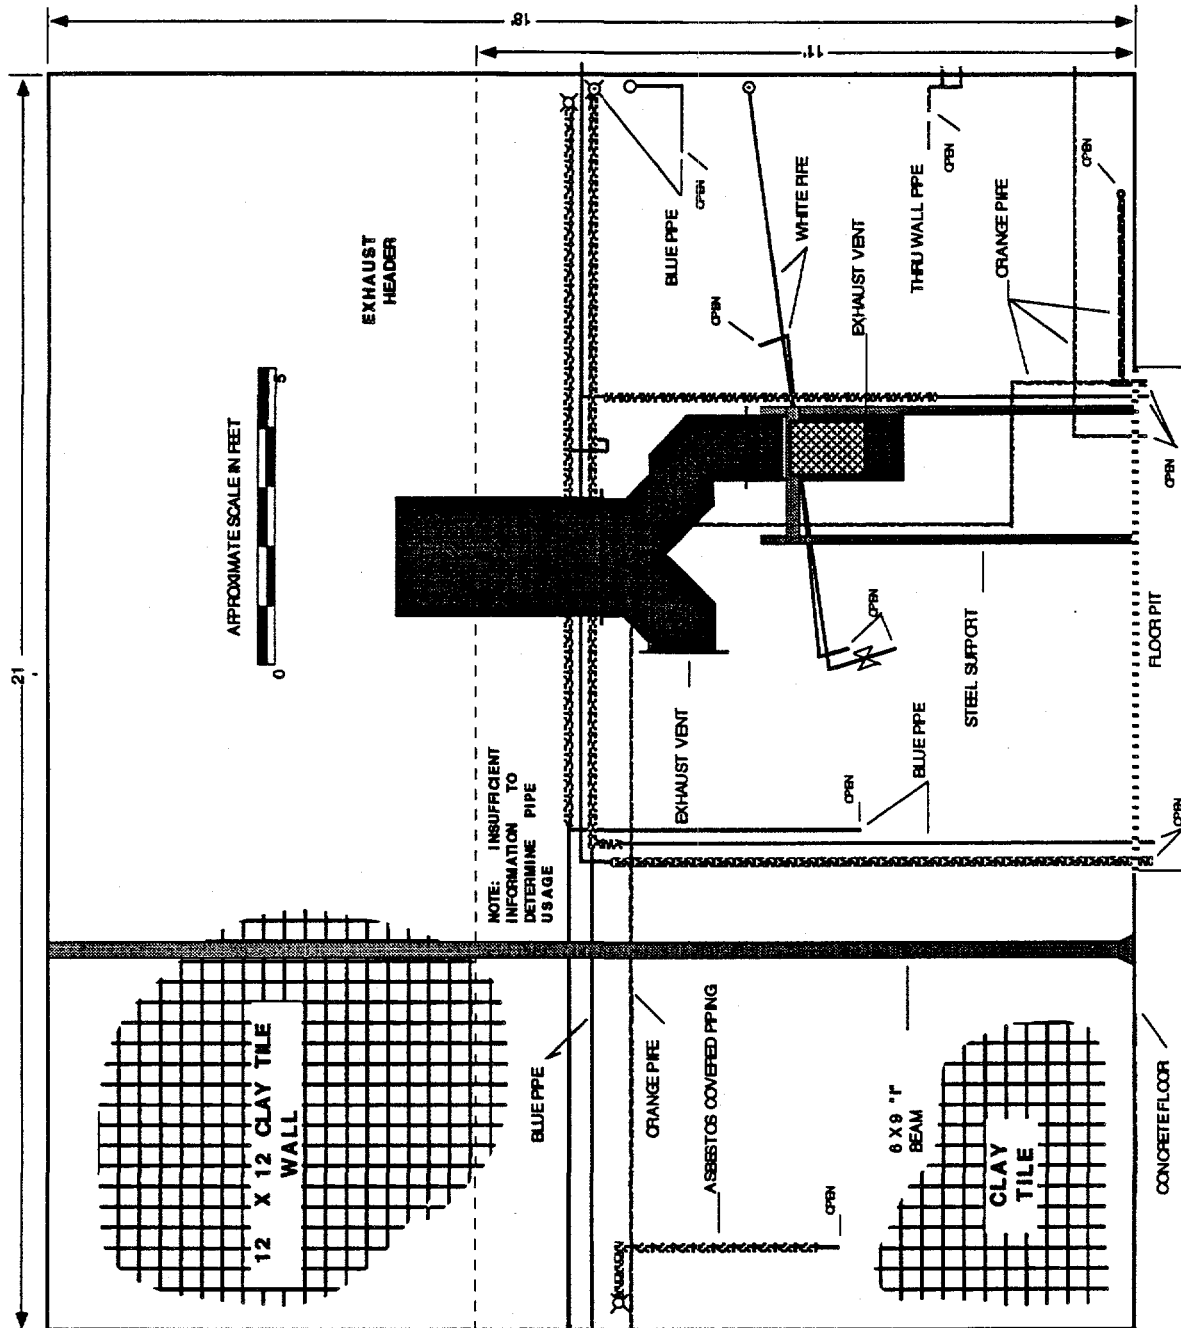 18'
11'
21'
EXHAUST
HEADER
APPROXIMATE SCALE IN FEET
0
5
BLUE PIPE
OPEN
WHITE PIPE
OPEN
EXHAUST VENT
THRU WALL PIPE
OPEN
ORANGE PIPE
OPEN
OPEN
EXHAUST VENT
OPEN
STEEL SUPPORT
FLOOR PIT
NOTE: INSUFFICIENT
INFORMATION TO
DETERMINE PIPE
USAGE
OPEN
BLUE PIPE
OPEN
12 X 12 CLAY TILE
WALL
BLUE PIPE
ORANGE PIPE
ASBESTOS COVERED PIPING
OPEN
6 X 9 "I"
BEAM
CLAY
TILE
CONCRETE FLOOR